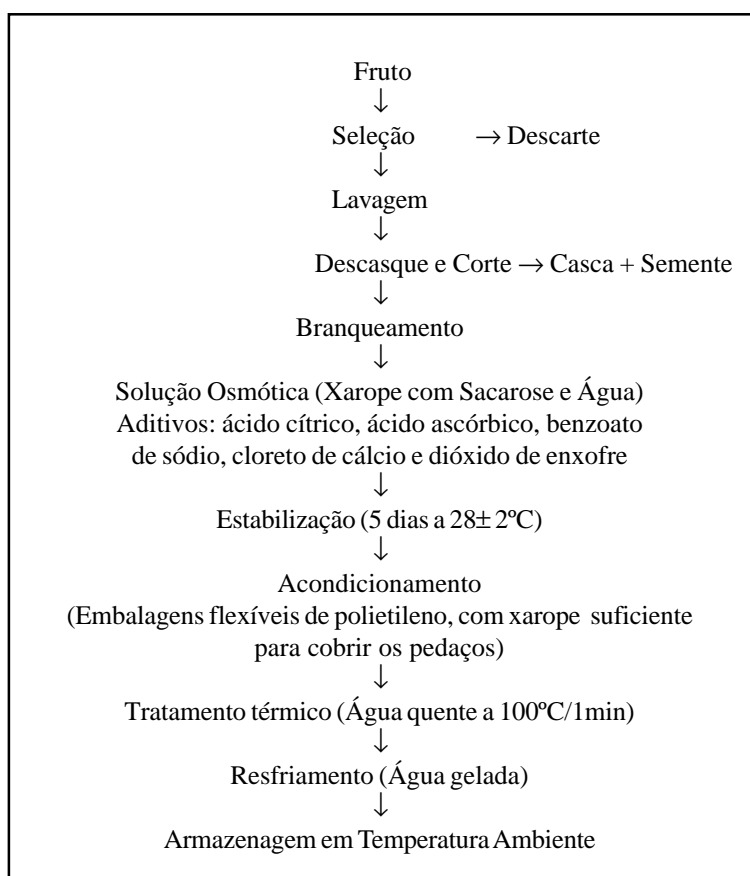 Fruto
↓
Seleção → Descarte
↓
Lavagem
↓
Descasque e Corte → Casca + Semente
↓
Branqueamento
↓
Solução Osmótica (Xarope com Sacarose e Água)
Aditivos: ácido cítrico, ácido ascórbico, benzoato
de sódio, cloreto de cálcio e dióxido de enxofre
↓
Estabilização (5 dias a 28± 2ºC)
↓
Acondicionamento
(Embalagens flexíveis de polietileno, com xarope suficiente
para cobrir os pedaços)
↓
Tratamento térmico (Água quente a 100ºC/1min)
↓
Resfriamento (Água gelada)
↓
Armazenagem em Temperatura Ambiente